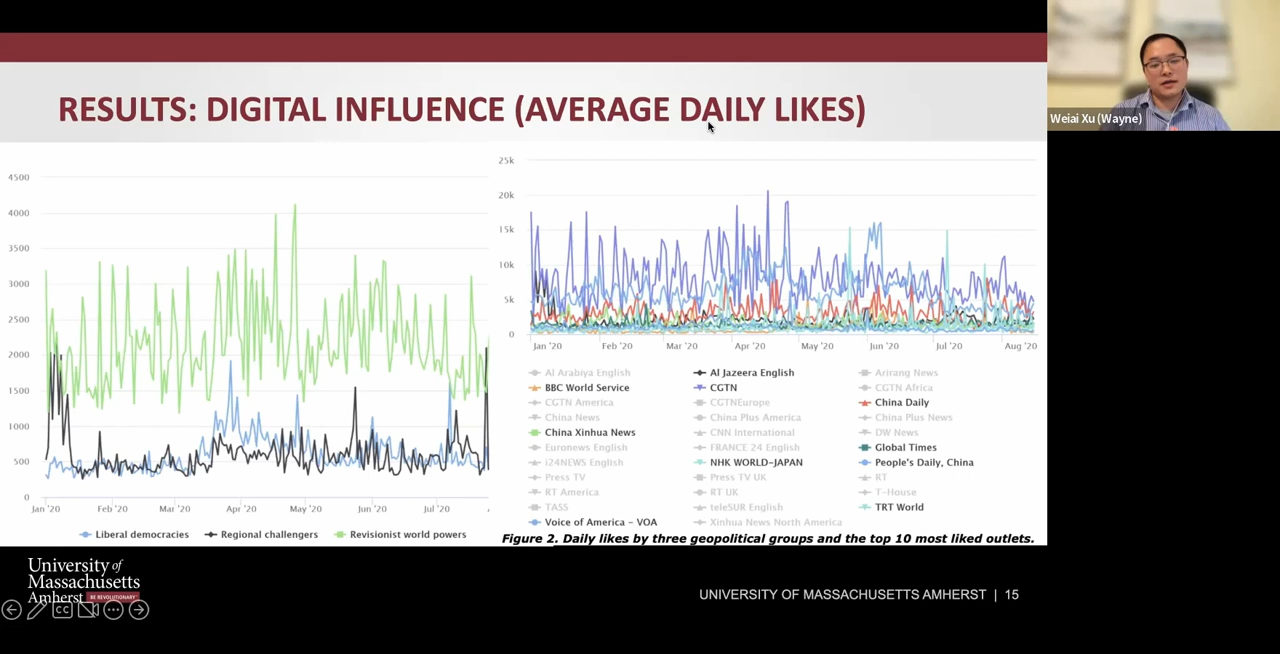 RESULTS: DIGITAL INFLUENCE (AVERAGE DAILY LIKES)
Weiai Xu (Wayne)
4500
4000
3500
3000
2500
2000
1500
1000
500
0
Jan '20 Feb '20 Mar '20 Apr '20 May '20 Jun '20 Jul '20
Liberal democracies Regional challengers Revisionist world powers
25k
20k
15k
10k
5k
0
Jan '20 Feb '20 Mar '20 Apr '20 May '20 Jun '20 Jul '20 Aug '20
Al Arabiya English Al Jazeera English Arirang News
BBC World Service CGTN CGTN Africa
CGTN America CGTNEurope China Daily
China News China Plus America China Plus News
China Xinhua News CNN International DW News
Euronews English FRANCE 24 English Global Times
i24NEWS English NHK WORLD-JAPAN People's Daily, China
Press TV Press TV UK RT
RT America RT UK T-House
TASS teleSUR English TRT World
Voice of America - VOA Xinhua News North America
Figure 2. Daily likes by three geopolitical groups and the top 10 most liked outlets.
University of
Massachusetts
Amherst BE REVOLUTIONARY
CC
UNIVERSITY OF MASSACHUSETTS AMHERST | 15